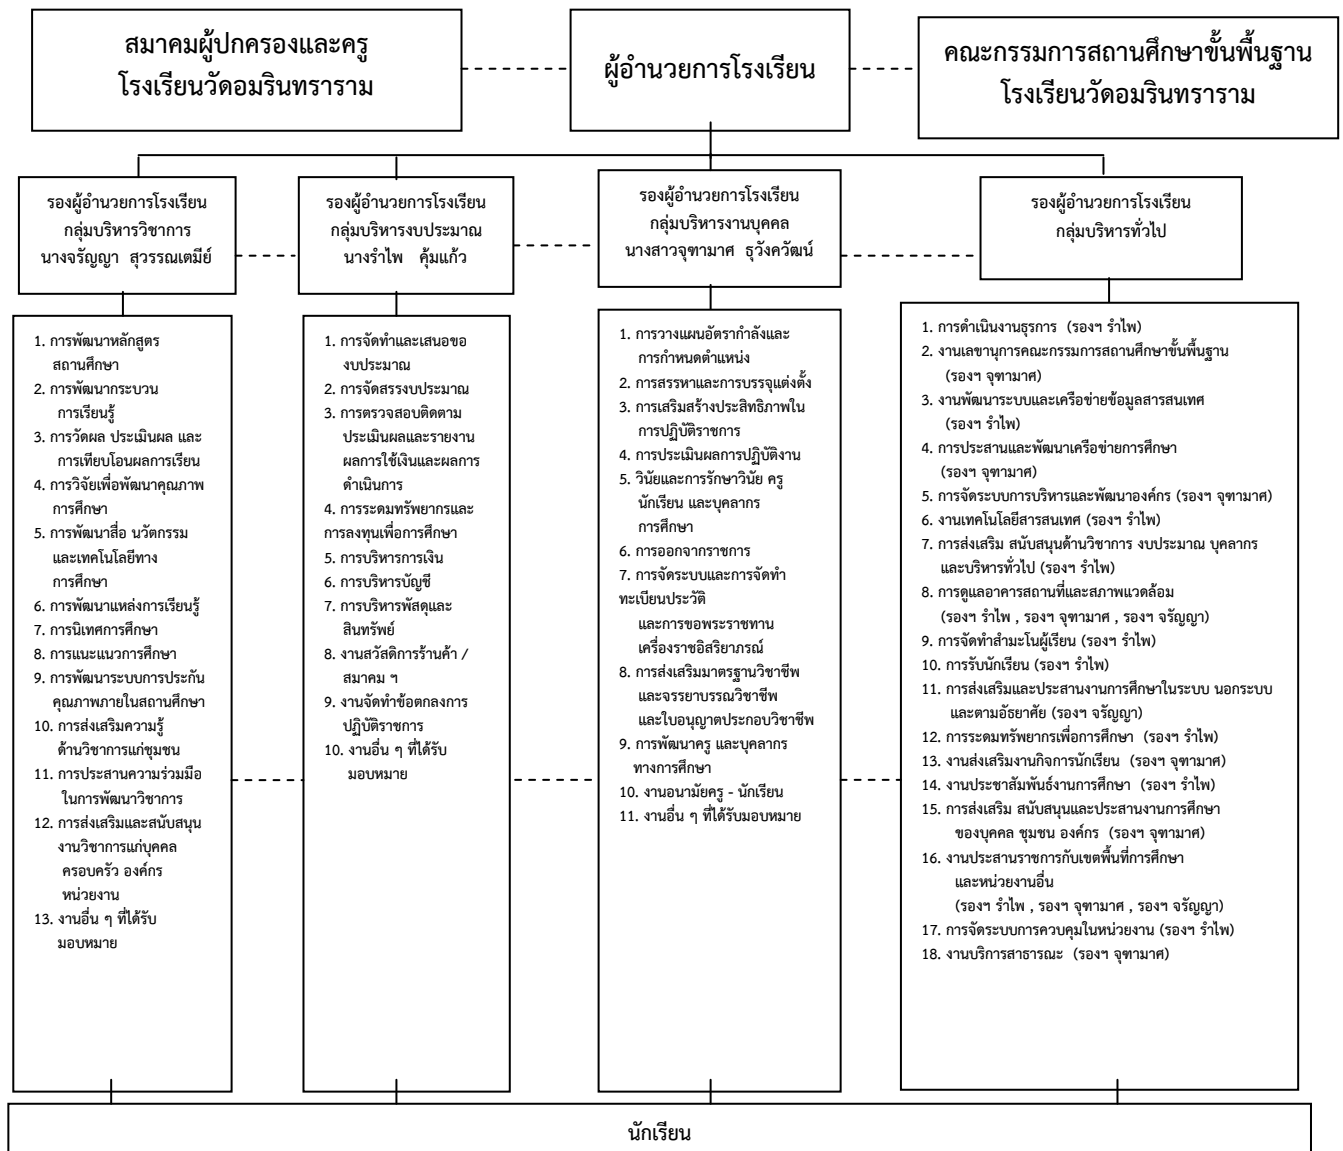 สมาคมผู้ปกครองและครู
โรงเรียนวัดอมรินทราราม
ผู้อำนวยการโรงเรียน
คณะกรรมการสถานศึกษาขั้นพื้นฐาน
โรงเรียนวัดอมรินทราราม
รองผู้อำนวยการโรงเรียน
กลุ่มบริหารวิชาการ
นางจรัญญา สุวรรณเตมีย์
รองผู้อำนวยการโรงเรียน
กลุ่มบริหารงบประมาณ
นางรำไพ คุ้มแก้ว
รองผู้อำนวยการโรงเรียน
กลุ่มบริหารงานบุคคล
นางสาวจุฑามาศ ธุวังควัฒน์
รองผู้อำนวยการโรงเรียน
กลุ่มบริหารทั่วไป
1. การพัฒนาหลักสูตร
สถานศึกษา
2. การพัฒนากระบวน
การเรียนรู้
3. การวัดผล ประเมินผล และ
การเทียบโอนผลการเรียน
4. การวิจัยเพื่อพัฒนาคุณภาพ
การศึกษา
5. การพัฒนาสื่อ นวัตกรรม
และเทคโนโลยีทาง
การศึกษา
6. การพัฒนาแหล่งการเรียนรู้
7. การนิเทศการศึกษา
8. การแนะแนวการศึกษา
9. การพัฒนาระบบการประกัน
คุณภาพภายในสถานศึกษา
10. การส่งเสริมความรู้
ด้านวิชาการแก่ชุมชน
11. การประสานความร่วมมือ
ในการพัฒนาวิชาการ
12. การส่งเสริมและสนับสนุน
งานวิชาการแก่บุคคล
ครอบครัว องค์กร
หน่วยงาน
13. งานอื่น ๆ ที่ได้รับ
มอบหมาย
1. การจัดทำและเสนอขอ
งบประมาณ
2. การจัดสรรงบประมาณ
3. การตรวจสอบติดตาม
ประเมินผลและรายงาน
ผลการใช้เงินและผลการ
ดำเนินการ
4. การระดมทรัพยากรและ
การลงทุนเพื่อการศึกษา
5. การบริหารการเงิน
6. การบริหารบัญชี
7. การบริหารพัสดุและ
สินทรัพย์
8. งานสวัสดิการร้านค้า /
สมาคม ฯ
9. งานจัดทำข้อตกลงการ
ปฏิบัติราชการ
10. งานอื่น ๆ ที่ได้รับ
มอบหมาย
1. การวางแผนอัตรากำลังและ
การกำหนดตำแหน่ง
2. การสรรหาและการบรรจุแต่งตั้ง
3. การเสริมสร้างประสิทธิภาพใน
การปฏิบัติราชการ
4. การประเมินผลการปฏิบัติงาน
5. วินัยและการรักษาวินัย ครู
นักเรียน และบุคลากร
การศึกษา
6. การออกจากราชการ
7. การจัดระบบและการจัดทำ
ทะเบียนประวัติ
และการขอพระราชทาน
เครื่องราชอิสริยาภรณ์
8. การส่งเสริมมาตรฐานวิชาชีพ
และจรรยาบรรณวิชาชีพ
และใบอนุญาตประกอบวิชาชีพ
9. การพัฒนาครู และบุคลากร
ทางการศึกษา
10. งานอนามัยครู - นักเรียน
11. งานอื่น ๆ ที่ได้รับมอบหมาย
1. การดำเนินงานธุรการ (รองฯ รำไพ)
2. งานเลขานุการคณะกรรมการสถานศึกษาขั้นพื้นฐาน
(รองฯ จุฑามาศ)
3. งานพัฒนาระบบและเครือข่ายข้อมูลสารสนเทศ
(รองฯ รำไพ)
4. การประสานและพัฒนาเครือข่ายการศึกษา
(รองฯ จุฑามาศ)
5. การจัดระบบการบริหารและพัฒนาองค์กร (รองฯ จุฑามาศ)
6. งานเทคโนโลยีสารสนเทศ (รองฯ รำไพ)
7. การส่งเสริม สนับสนุนด้านวิชาการ งบประมาณ บุคลากร
และบริหารทั่วไป (รองฯ รำไพ)
8. การดูแลอาคารสถานที่และสภาพแวดล้อม
(รองฯ รำไพ , รองฯ จุฑามาศ , รองฯ จรัญญา)
9. การจัดทำสำมะโนผู้เรียน (รองฯ รำไพ)
10. การรับนักเรียน (รองฯ รำไพ)
11. การส่งเสริมและประสานงานการศึกษาในระบบ นอกระบบ
และตามอัธยาศัย (รองฯ จรัญญา)
12. การระดมทรัพยากรเพื่อการศึกษา (รองฯ รำไพ)
13. งานส่งเสริมงานกิจการนักเรียน (รองฯ จุฑามาศ)
14. งานประชาสัมพันธ์งานการศึกษา (รองฯ รำไพ)
15. การส่งเสริม สนับสนุนและประสานงานการศึกษา
ของบุคคล ชุมชน องค์กร (รองฯ จุฑามาศ)
16. งานประสานราชการกับเขตพื้นที่การศึกษา
และหน่วยงานอื่น
(รองฯ รำไพ , รองฯ จุฑามาศ , รองฯ จรัญญา)
17. การจัดระบบการควบคุมในหน่วยงาน (รองฯ รำไพ)
18. งานบริการสาธารณะ (รองฯ จุฑามาศ)
นักเรียน